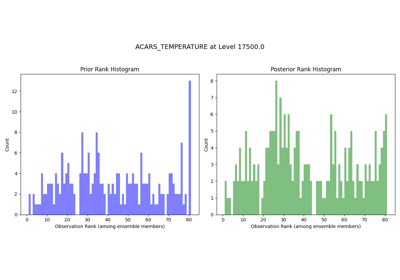 ACARS_TEMPERATURE at Level 17500.0
Prior Rank Histogram
Count
12
10
8
6
4
2
0
0 10 20 30 40 50 60 70 80
Observation Rank (among ensemble members)
Posterior Rank Histogram
Count
8
7
6
5
4
3
2
1
0
0 10 20 30 40 50 60 70 80
Observation Rank (among ensemble members)